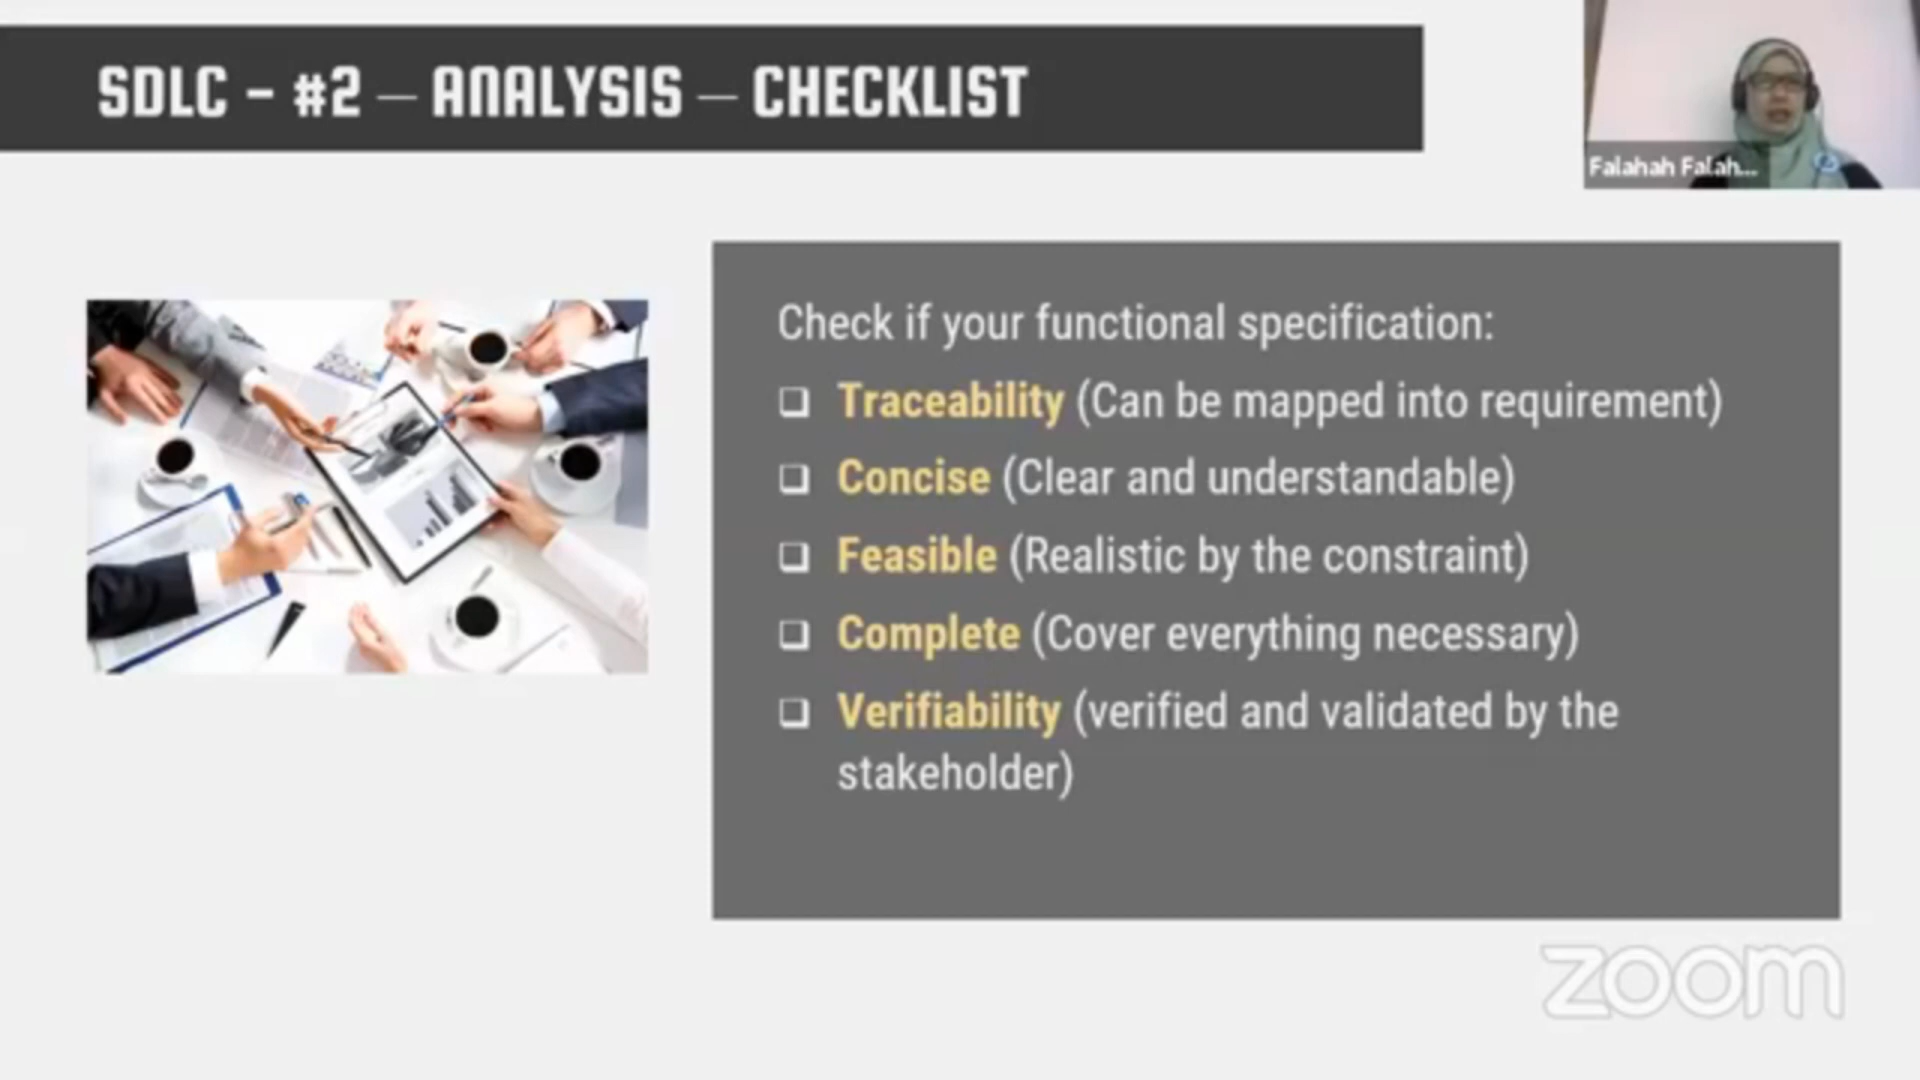 SDLC – #2 – ANALYSIS – CHECKLIST
Falahah Falah...
Check if your functional specification:
❑ Traceability (Can be mapped into requirement)
❑ Concise (Clear and understandable)
❑ Feasible (Realistic by the constraint)
❑ Complete (Cover everything necessary)
❑ Verifiability (verified and validated by the
stakeholder)
zoom